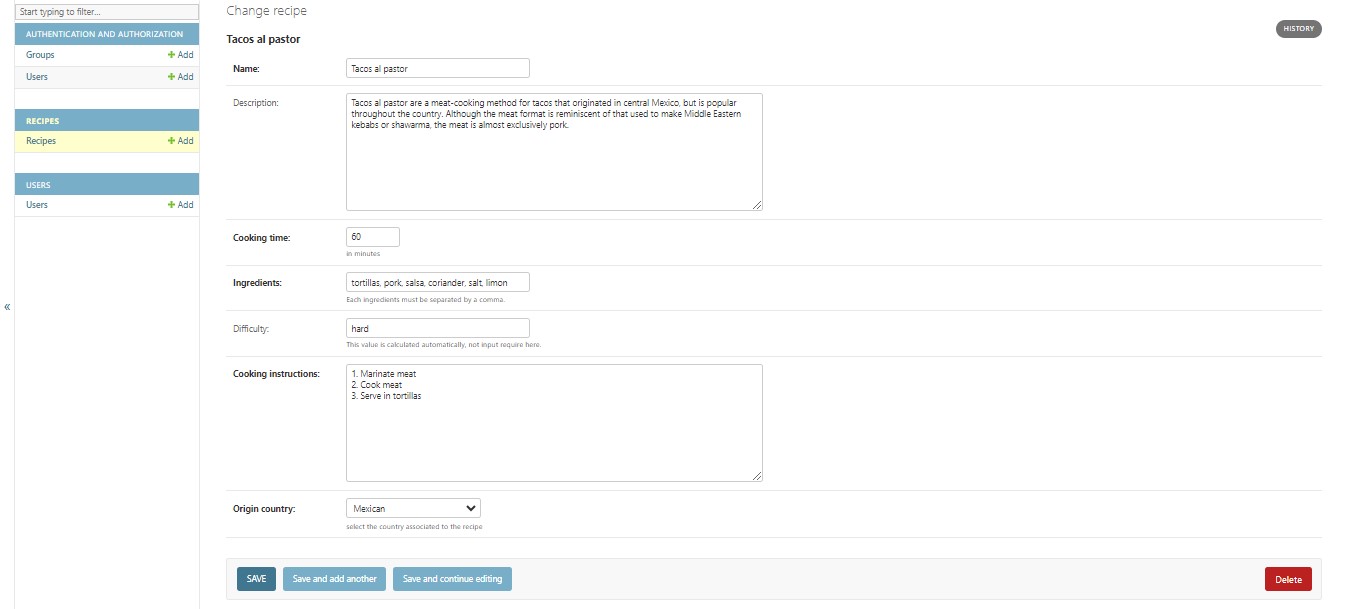 Start typing to filter...
AUTHENTICATION AND AUTHORIZATION
Groups + Add
Users + Add
RECIPES
Recipes + Add
USERS
Users + Add
«
Change recipe
Tacos al pastor
HISTORY
Name: Tacos al pastor
Description: Tacos al pastor are a meat-cooking method for tacos that originated in central Mexico, but is popular
throughout the country. Although the meat format is reminiscent of that used to make Middle Eastern
kebabs or shawarma, the meat is almost exclusively pork.
Cooking time: 60
in minutes
Ingredients: tortillas, pork, salsa, coriander, salt, limon
Each ingredients must be separated by a comma.
Difficulty: hard
This value is calculated automatically, not input require here.
Cooking instructions: 1. Marinate meat
2. Cook meat
3. Serve in tortillas
Origin country: Mexican
select the country associated to the recipe
SAVE Save and add another Save and continue editing Delete